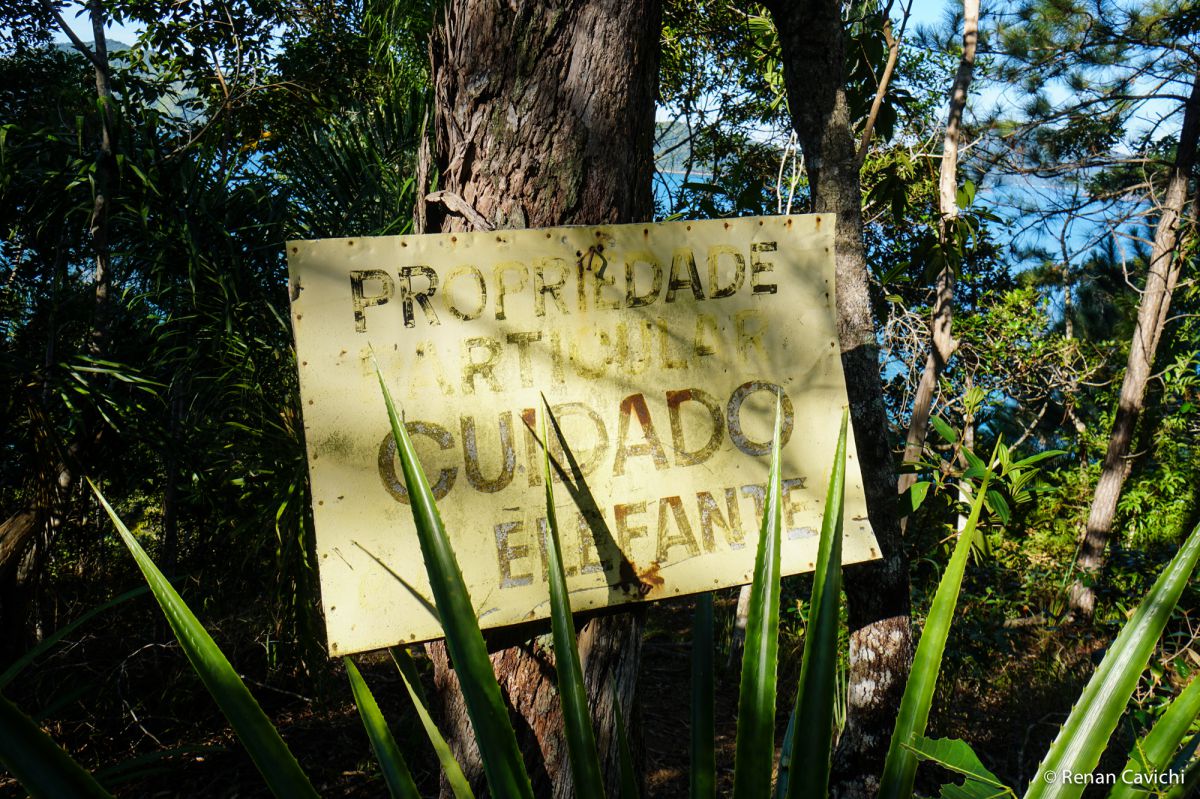 PROPRIEDADE
PARTICULAR
CUIDADO
ELEFANTE
© Renan Cavichi